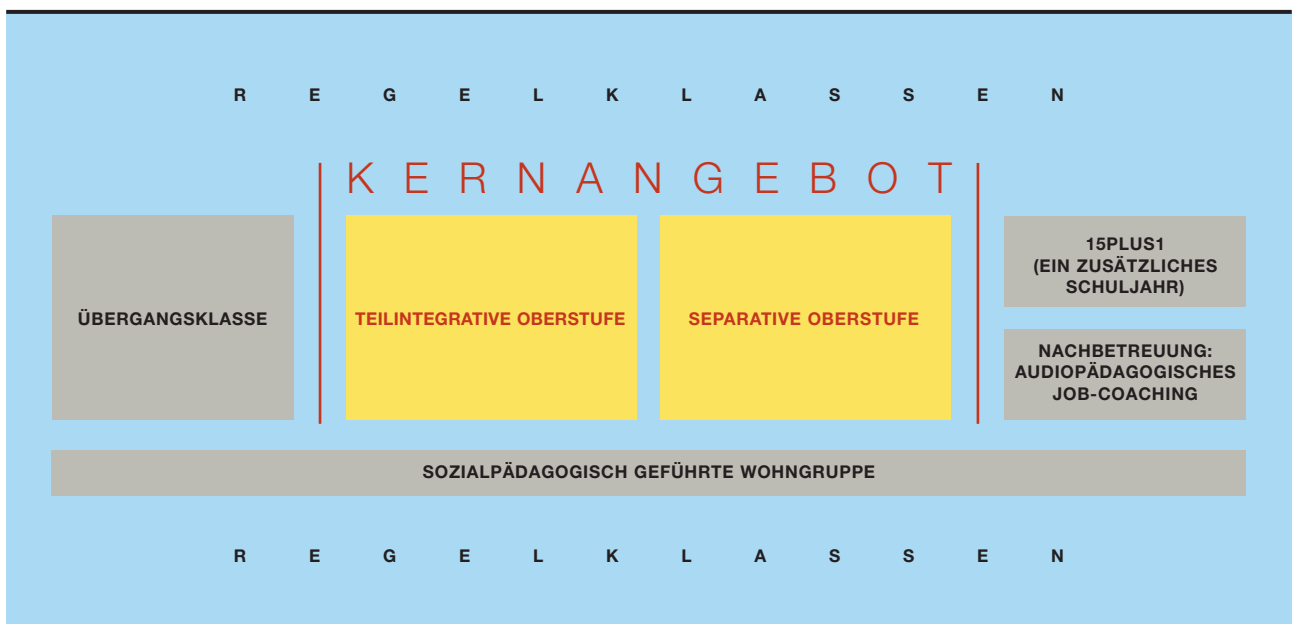 R E G E L K L A S S E N
K E R N A N G E B O T
ÜBERGANGSKLASSE
TEILINTEGRATIVE OBERSTUFE
SEPARATIVE OBERSTUFE
15PLUS1
(EIN ZUSÄTZLICHES
SCHULJAHR)
NACHBETREUUNG:
AUDIOPÄDAGOGISCHES
JOB-COACHING
SOZIALPÄDAGOGISCH GEFÜHRTE WOHNGRUPPE
R E G E L K L A S S E N